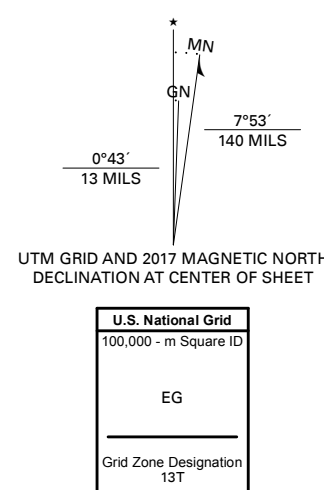 ★
MN
GN
7°53´
140 MILS
0°43´
13 MILS
UTM GRID AND 2017 MAGNETIC NORTH
DECLINATION AT CENTER OF SHEET
U.S. National Grid
100,000 - m Square ID
EG
Grid Zone Designation
13T